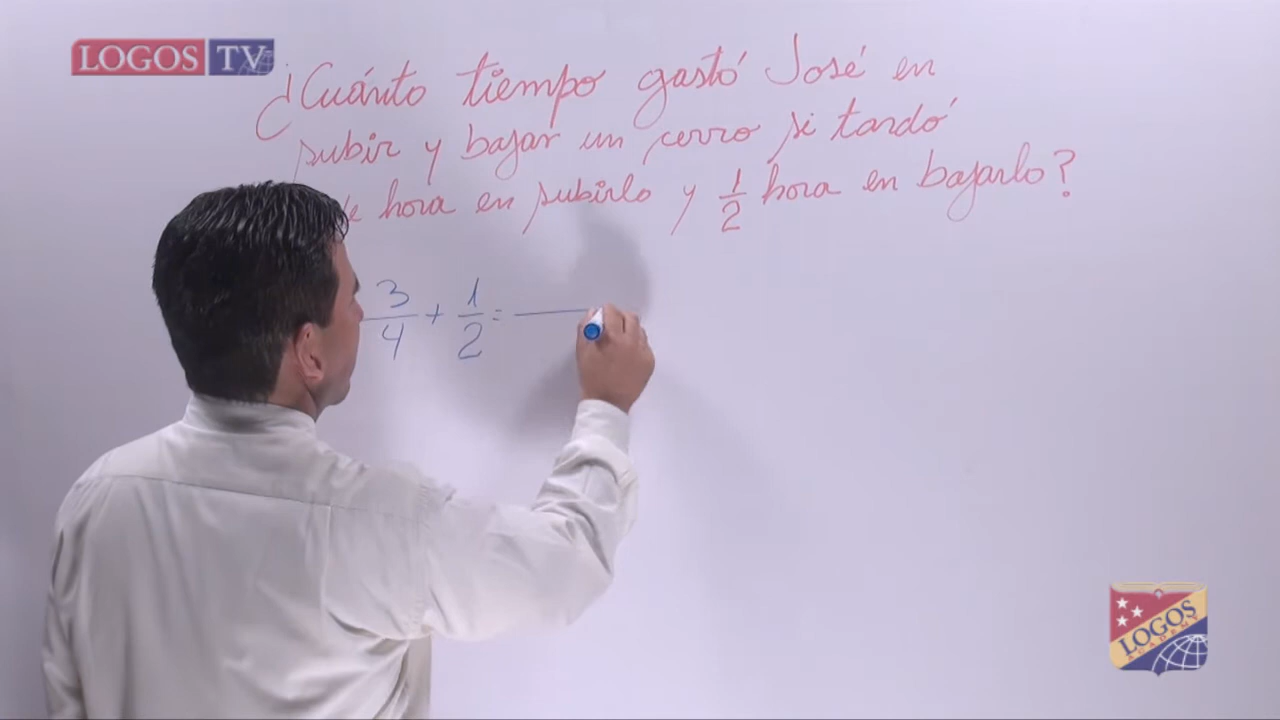 LOGOS TV
¿Cuánto tiempo gastó José en
subir y bajar un cerro si tardó
hora en subirlo y 1/2 hora en bajarlo?
3/4 + 1/2 =
LOGOS
ACADEMY